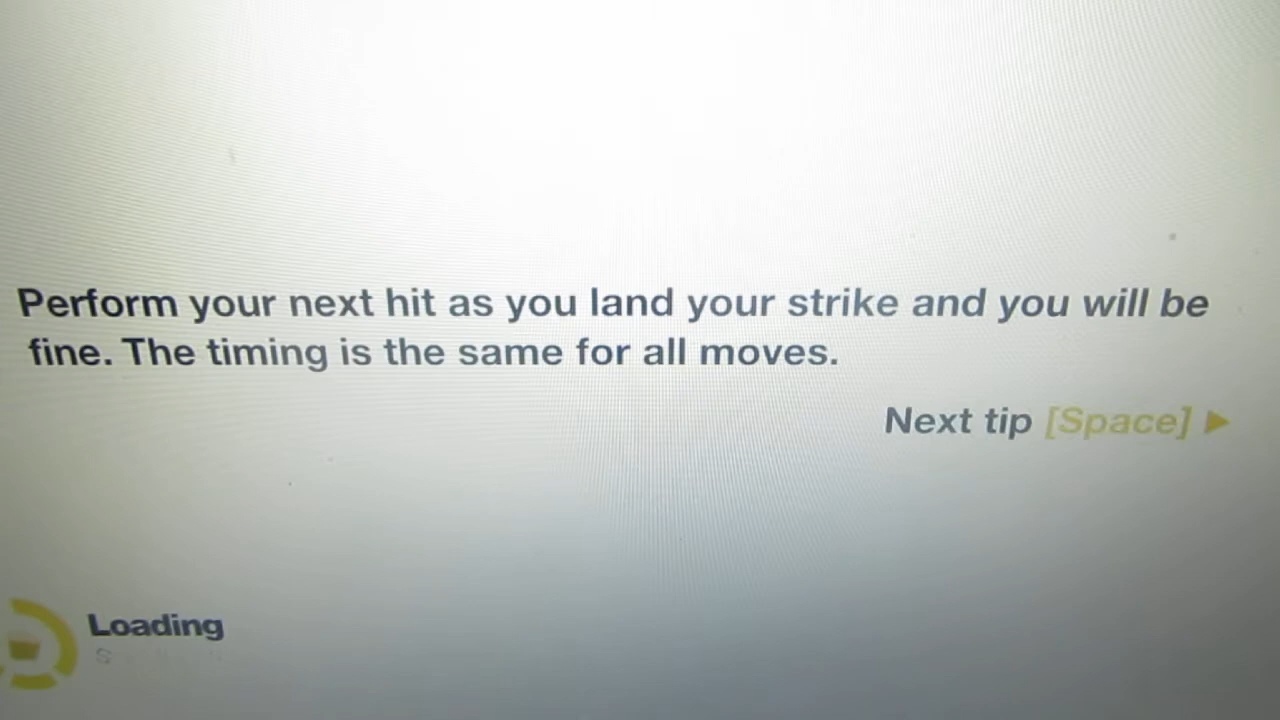 Perform your next hit as you land your strike and you will be
fine. The timing is the same for all moves.
Next tip [Space] ►
Loading